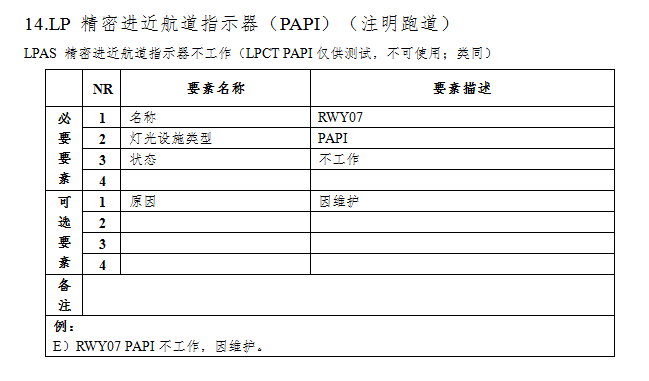 14.LP 精密进近航道指示器（PAPI）（注明跑道）
LPAS 精密进近航道指示器不工作（LPCT PAPI 仅供测试，不可使用；类同）
NR 要素名称 要素描述
必要要素
1 名称 RWY07
2 灯光设施类型 PAPI
3 状态 不工作
4
可选要素
1 原因 因维护
2
3
4
备注
例：
E）RWY07 PAPI 不工作，因维护。